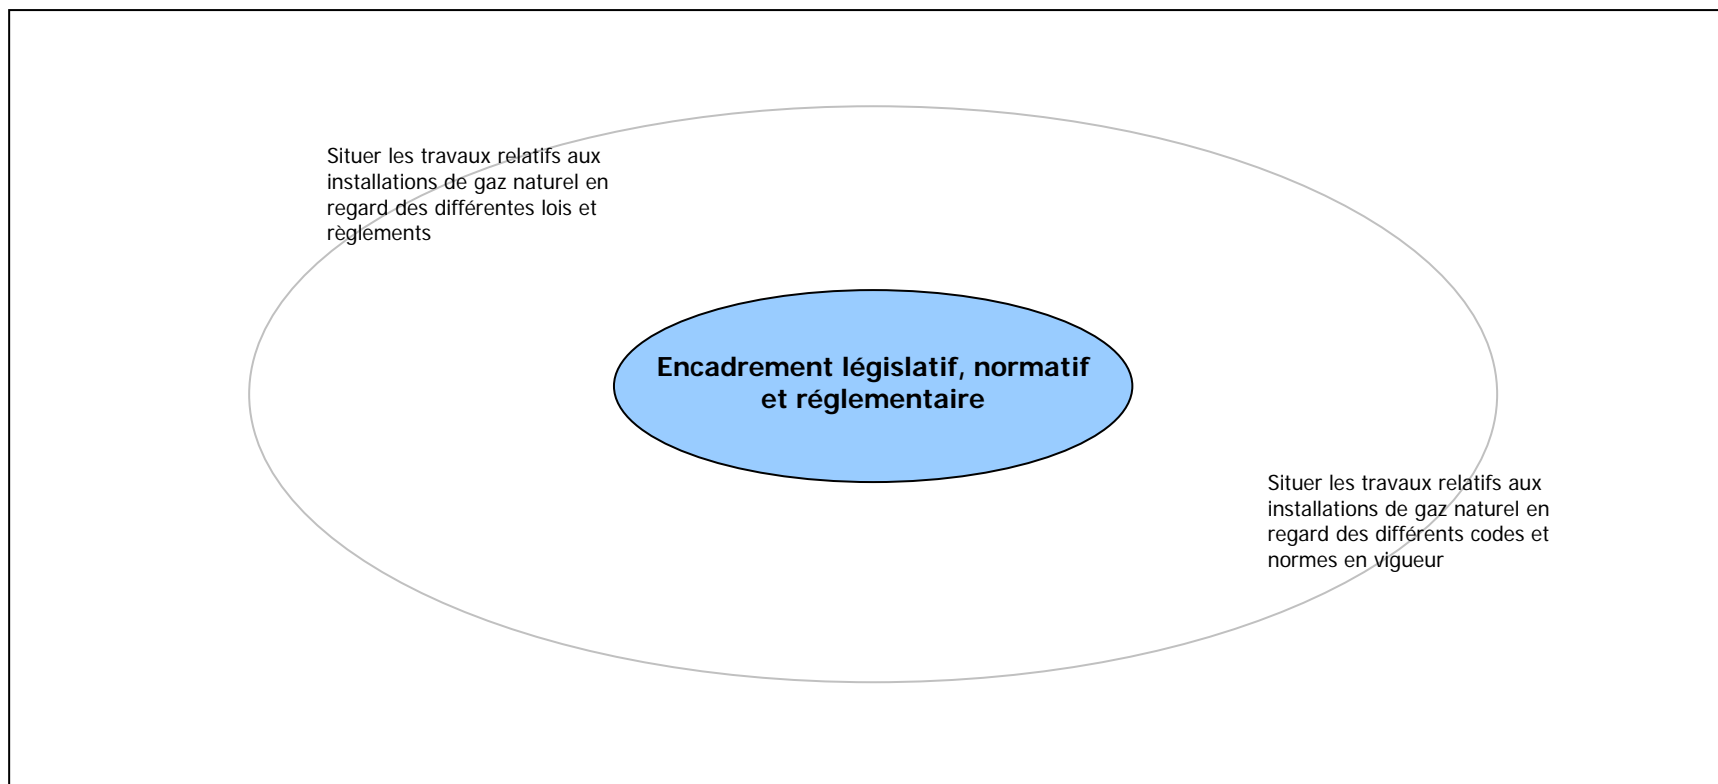 Situer les travaux relatifs aux
installations de gaz naturel en
regard des différentes lois et
règlements
Encadrement législatif, normatif
et réglementaire
Situer les travaux relatifs aux
installations de gaz naturel en
regard des différents codes et
normes en vigueur